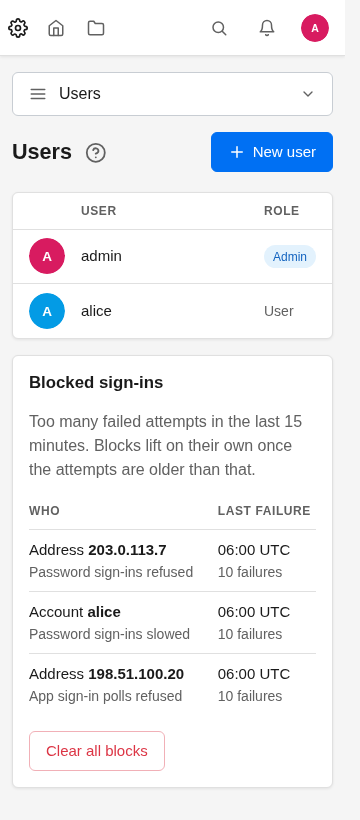 A
Users
Users
New user
USER ROLE
A admin Admin
A alice User
Blocked sign-ins
Too many failed attempts in the last 15
minutes. Blocks lift on their own once
the attempts are older than that.
WHO LAST FAILURE
Address 203.0.113.7 06:00 UTC
Password sign-ins refused 10 failures
Account alice 06:00 UTC
Password sign-ins slowed 10 failures
Address 198.51.100.20 06:00 UTC
App sign-in polls refused 10 failures
Clear all blocks